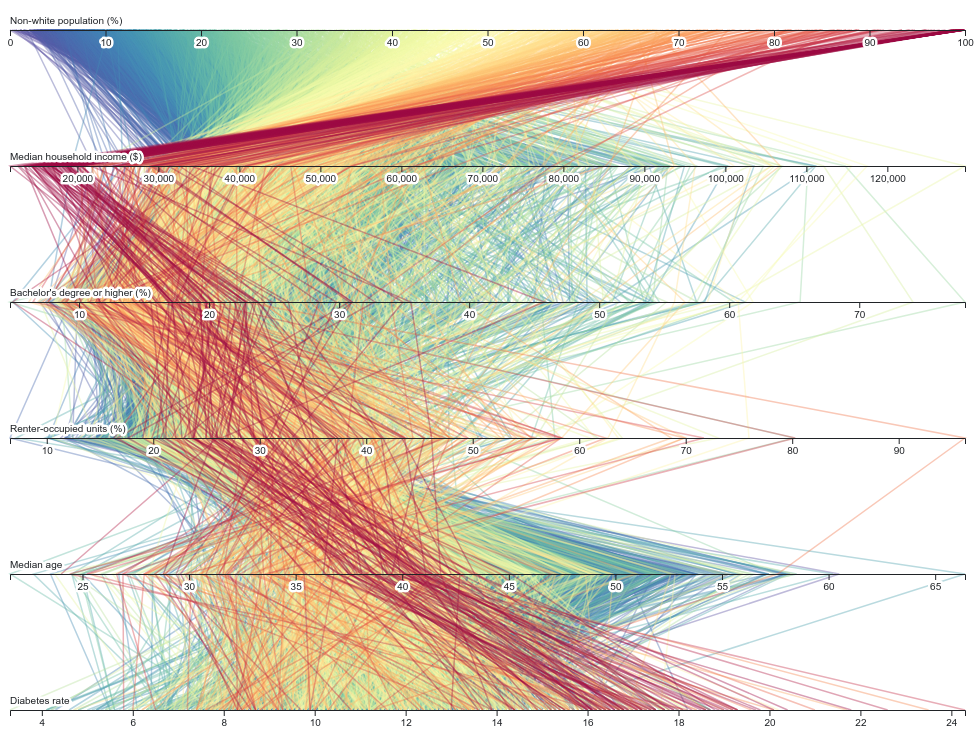 Non-white population (%)
0 10 20 30 40 50 60 70 80 90 100
Median household income ($)
20,000 30,000 40,000 50,000 60,000 70,000 80,000 90,000 100,000 110,000 120,000
Bachelor's degree or higher (%)
10 20 30 40 50 60 70
Renter-occupied units (%)
10 20 30 40 50 60 70 80 90
Median age
25 30 35 40 45 50 55 60 65
Diabetes rate
4 6 8 10 12 14 16 18 20 22 24